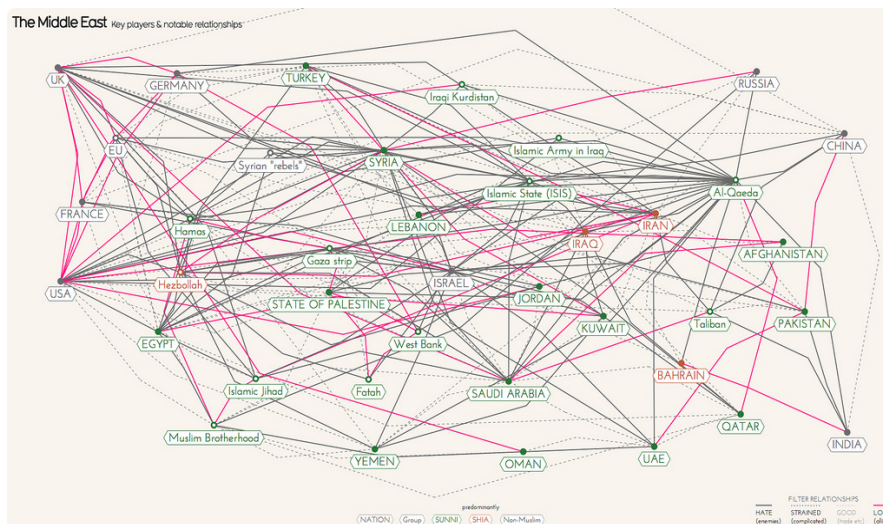 The Middle East Key players & notable relationships
UK
GERMANY
TURKEY
Iraqi Kurdistan
RUSSIA
CHINA
EU
Syrian "rebels"
SYRIA
Islamic Army in Iraq
Islamic State (ISIS)
Al-Qaeda
FRANCE
Hamas
LEBANON
IRAN
IRAQ
AFGHANISTAN
Gaza strip
USA
Hezbollah
ISRAEL
STATE OF PALESTINE
JORDAN
KUWAIT
Taliban
PAKISTAN
EGYPT
West Bank
BAHRAIN
Islamic Jihad
Fatah
SAUDI ARABIA
QATAR
Muslim Brotherhood
INDIA
YEMEN
OMAN
UAE
predominantly
NATION Group SUNNI SHIA Non-Muslim
FILTER RELATIONSHIPS
HATE STRAINED GOOD LO
(enemies) (complicated) (trade etc)